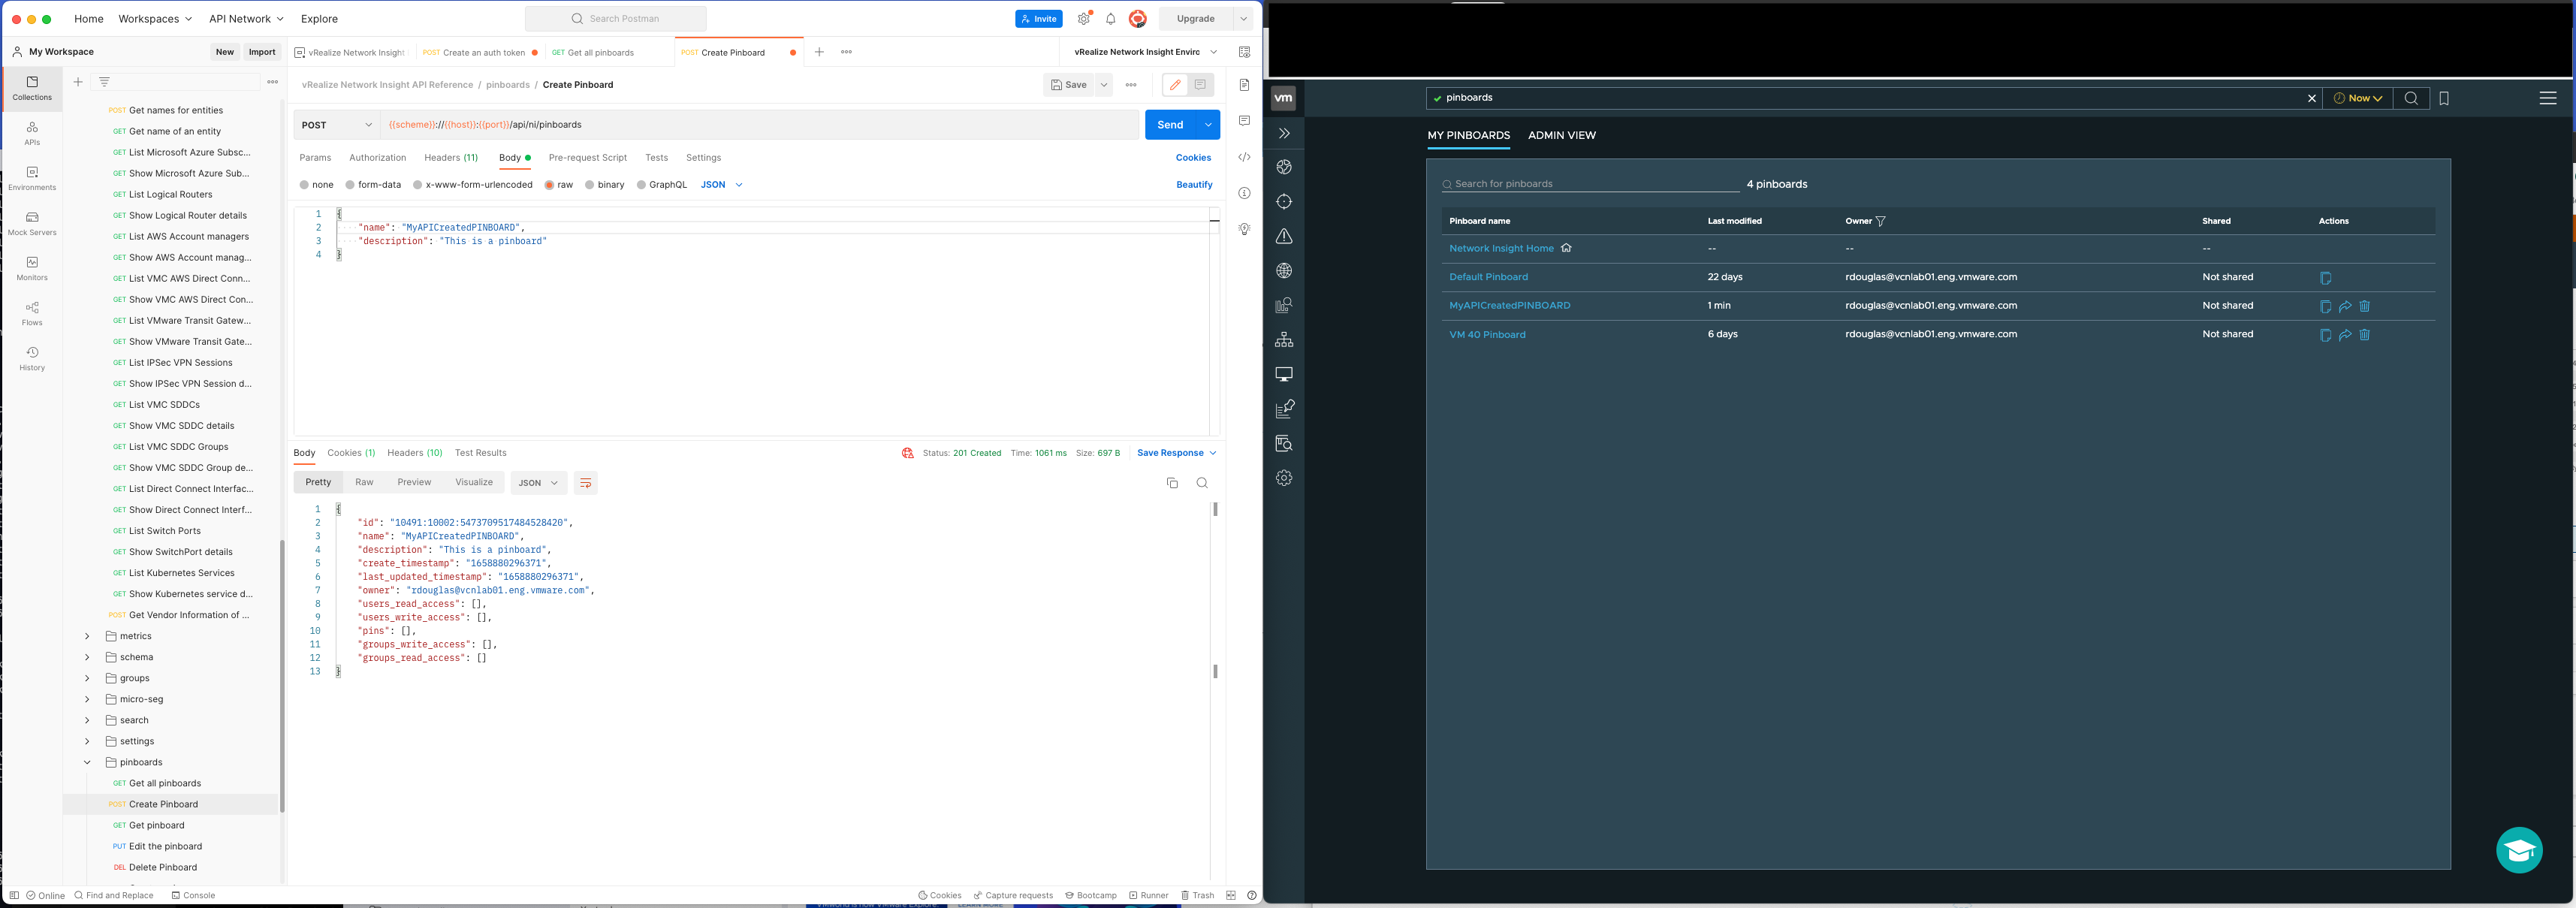 Home Workspaces API Network Explore
Search Postman
Invite
Upgrade
My Workspace
New Import
vRealize Network Insight
POST Create an auth token
GET Get all pinboards
POST Create Pinboard
vRealize Network Insight Enviro
vRealize Network Insight API Reference / pinboards / Create Pinboard
Save
POST {{scheme}}://{{host}}:{{port}}/api/ni/pinboards
Send
Params Authorization Headers (11) Body Pre-request Script Tests Settings
Cookies
none form-data x-www-form-urlencoded raw binary GraphQL JSON
Beautify
1 {
2 "name": "MyAPICreatedPINBOARD",
3 "description": "This is a pinboard"
4 }
Body Cookies (1) Headers (10) Test Results
Status: 201 Created Time: 1061 ms Size: 697 B Save Response
Pretty Raw Preview Visualize JSON
1 {
2 "id": "10491:10002:5473709517484528420",
3 "name": "MyAPICreatedPINBOARD",
4 "description": "This is a pinboard",
5 "create_timestamp": "1658880296371",
6 "last_updated_timestamp": "1658880296371",
7 "owner": "rdouglas@vcnlab01.eng.vmware.com",
8 "users_read_access": [],
9 "users_write_access": [],
10 "pins": [],
11 "groups_write_access": [],
12 "groups_read_access": []
13 }
Collections
APIs
Environments
Mock Servers
Monitors
Flows
History
POST Get names for entities
GET Get name of an entity
GET List Microsoft Azure Subsc...
GET Show Microsoft Azure Sub...
GET List Logical Routers
GET Show Logical Router details
GET List AWS Account managers
GET Show AWS Account manag...
GET List VMC AWS Direct Conn...
GET Show VMC AWS Direct Con...
GET List VMware Transit Gatew...
GET Show VMware Transit Gate...
GET List IPSec VPN Sessions
GET Show IPSec VPN Session d...
GET List VMC SDDCs
GET Show VMC SDDC details
GET List VMC SDDC Groups
GET Show VMC SDDC Group de...
GET List Direct Connect Interfac...
GET Show Direct Connect Interf...
GET List Switch Ports
GET Show SwitchPort details
GET List Kubernetes Services
GET Show Kubernetes service d...
POST Get Vendor Information of ...
metrics
schema
groups
micro-seg
search
settings
pinboards
GET Get all pinboards
POST Create Pinboard
GET Get pinboard
PUT Edit the pinboard
DEL Delete Pinboard
Online Find and Replace Console
Cookies Capture requests Bootcamp Runner Trash
vm
pinboards
Now
MY PINBOARDS ADMIN VIEW
Search for pinboards
4 pinboards
Pinboard name Last modified Owner Shared Actions
Network Insight Home -- -- --
Default Pinboard 22 days rdouglas@vcnlab01.eng.vmware.com Not shared
MyAPICreatedPINBOARD 1 min rdouglas@vcnlab01.eng.vmware.com Not shared
VM 40 Pinboard 6 days rdouglas@vcnlab01.eng.vmware.com Not shared